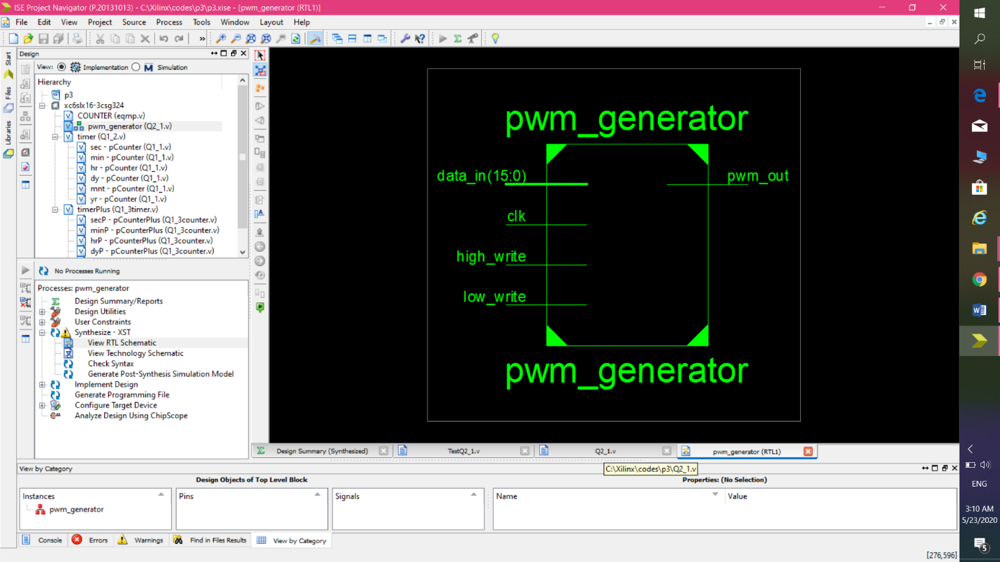 ISE Project Navigator (P.20131013) - C:\Xilinx\codes\p3\p3.xise - [pwm_generator (RTL1)]
File Edit View Project Source Process Tools Window Layout Help
»
Design
View: Implementation Simulation
Hierarchy
p3
xc6slx16-3csg324
COUNTER (eqmp.v)
pwm_generator (Q2_1.v)
timer (Q1_2.v)
sec - pCounter (Q1_1.v)
min - pCounter (Q1_1.v)
hr - pCounter (Q1_1.v)
dy - pCounter (Q1_1.v)
mnt - pCounter (Q1_1.v)
yr - pCounter (Q1_1.v)
timerPlus (Q1_3timer.v)
secP - pCounterPlus (Q1_3counter.v)
minP - pCounterPlus (Q1_3counter.v)
hrP - pCounterPlus (Q1_3counter.v)
dyP - pCounterPlus (Q1_3counter.v)
Start
Files
Libraries
No Processes Running
Processes: pwm_generator
Design Summary/Reports
Design Utilities
User Constraints
Synthesize - XST
View RTL Schematic
View Technology Schematic
Check Syntax
Generate Post-Synthesis Simulation Model
Implement Design
Generate Programming File
Configure Target Device
Analyze Design Using ChipScope
pwm_generator
data_in(15:0)
pwm_out
clk
high_write
low_write
pwm_generator
Design Summary (Synthesized) TestQ2_1.v Q2_1.v pwm_generator (RTL1)
C:\Xilinx\codes\p3\Q2_1.v
View by Category
Design Objects of Top Level Block
Properties: (No Selection)
Instances Pins Signals Name Value
pwm_generator
Console Errors Warnings Find in Files Results View by Category
[276,596]
ENG
3:10 AM
5/23/2020
5